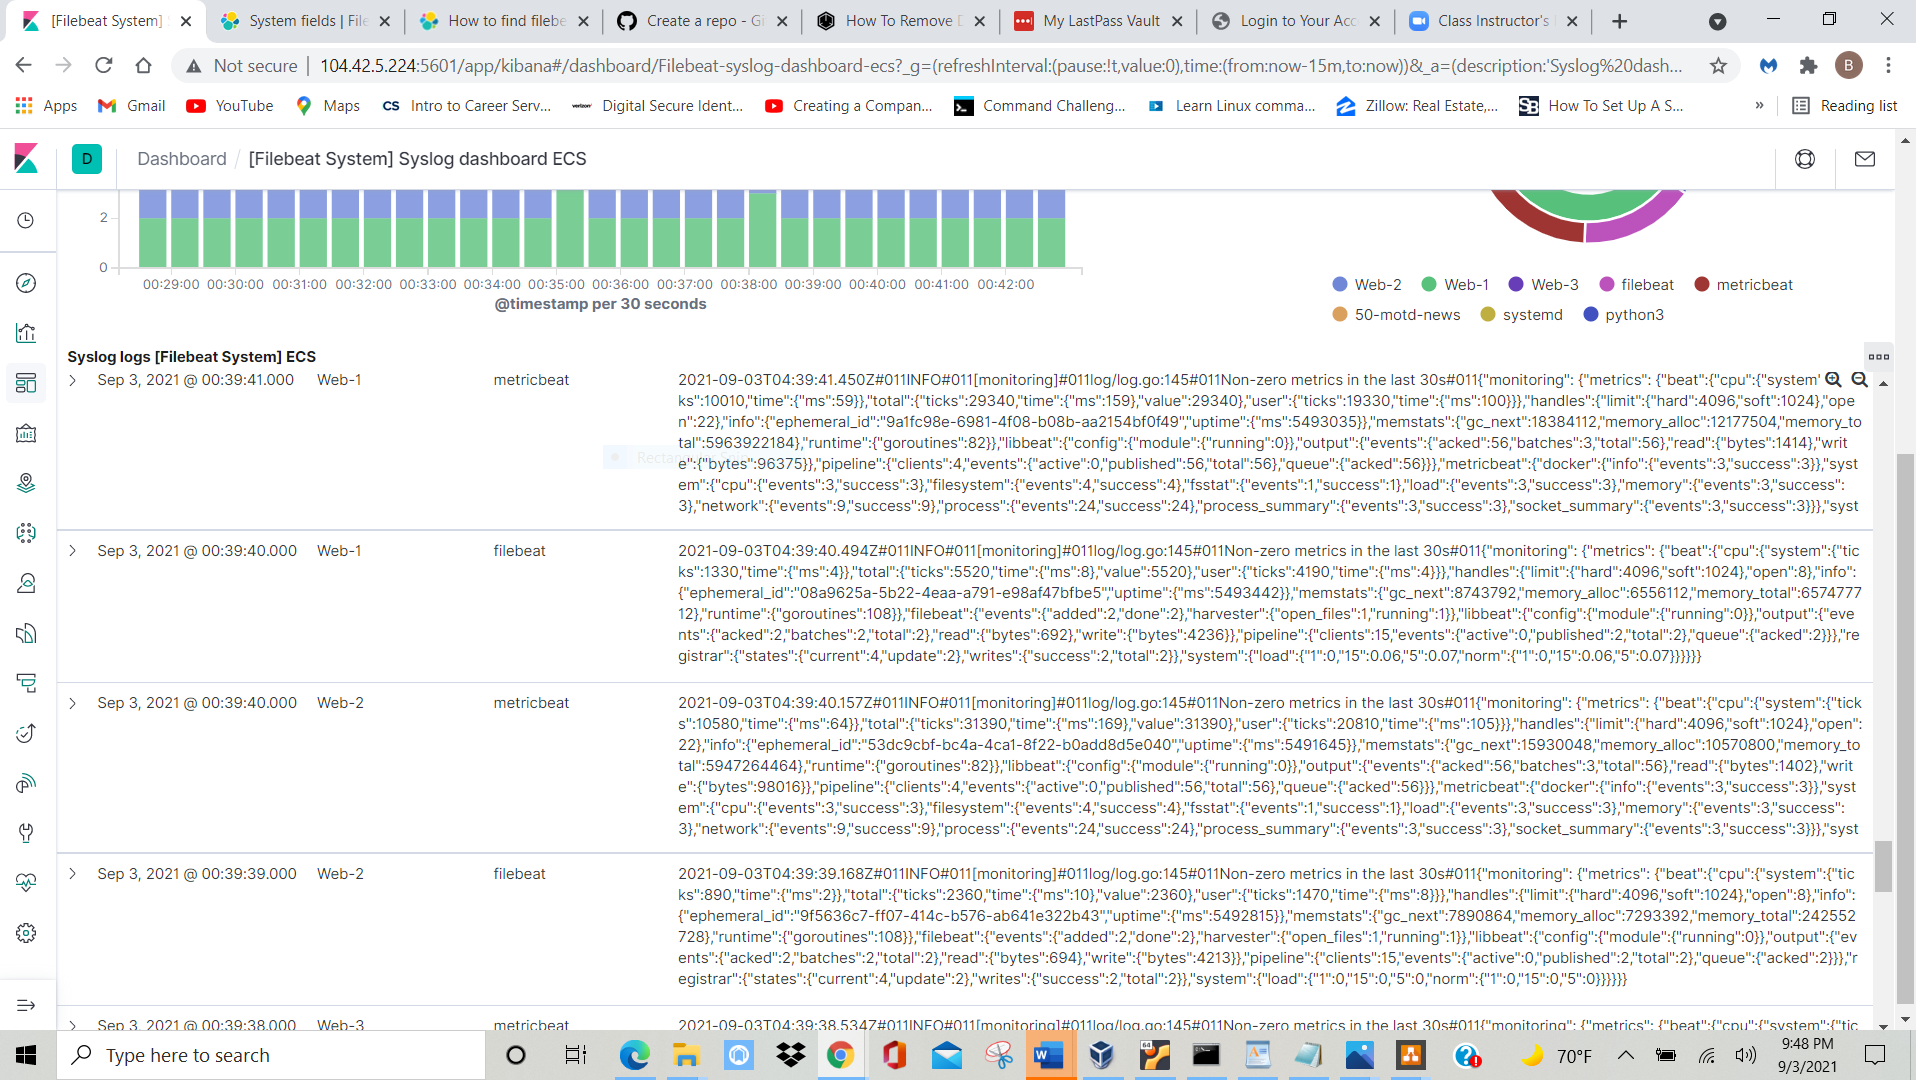 [Filebeat System]
System fields | File
How to find filebe
Create a repo - Gi
How To Remove D
My LastPass Vault
Login to Your Acc
Class Instructor's
Not secure | 104.42.5.224:5601/app/kibana#/dashboard/Filebeat-syslog-dashboard-ecs?_g=(refreshInterval:(pause:!t,value:0),time:(from:now-15m,to:now))&_a=(description:'Syslog%20dash...
B
Apps Gmail YouTube Maps CS Intro to Career Serv... Digital Secure Ident... Creating a Compan... Command Challeng... Learn Linux comma... Zillow: Real Estate,... SB How To Set Up A S... » Reading list
D Dashboard / [Filebeat System] Syslog dashboard ECS
2
0
00:29:00 00:30:00 00:31:00 00:32:00 00:33:00 00:34:00 00:35:00 00:36:00 00:37:00 00:38:00 00:39:00 00:40:00 00:41:00 00:42:00
@timestamp per 30 seconds
Web-2 Web-1 Web-3 filebeat metricbeat
50-motd-news systemd python3
Syslog logs [Filebeat System] ECS
Sep 3, 2021 @ 00:39:41.000 Web-1 metricbeat 2021-09-03T04:39:41.450Z#011INFO#011[monitoring]#011log/log.go:145#011Non-zero metrics in the last 30s#011{"monitoring": {"metrics": {"beat":{"cpu":{"system"
ks":10010,"time":{"ms":59}},"total":{"ticks":29340,"time":{"ms":159},"value":29340},"user":{"ticks":19330,"time":{"ms":100}}},"handles":{"limit":{"hard":4096,"soft":1024},"ope
n":22},"info":{"ephemeral_id":"9a1fc98e-6981-4f08-b08b-aa2154bf0f49","uptime":{"ms":5493035}},"memstats":{"gc_next":18384112,"memory_alloc":12177504,"memory_to
tal":5963922184},"runtime":{"goroutines":82}},"libbeat":{"config":{"module":{"running":0}},"output":{"events":{"acked":56,"batches":3,"total":56},"read":{"bytes":1414},"writ
e":{"bytes":96375}},"pipeline":{"clients":4,"events":{"active":0,"published":56,"total":56},"queue":{"acked":56}}},"metricbeat":{"docker":{"info":{"events":3,"success":3}},"syst
em":{"cpu":{"events":3,"success":3},"filesystem":{"events":4,"success":4},"fsstat":{"events":1,"success":1},"load":{"events":3,"success":3},"memory":{"events":3,"success":
3},"network":{"events":9,"success":9},"process":{"events":24,"success":24},"process_summary":{"events":3,"success":3},"socket_summary":{"events":3,"success":3}}},"syst
Sep 3, 2021 @ 00:39:40.000 Web-1 filebeat 2021-09-03T04:39:40.494Z#011INFO#011[monitoring]#011log/log.go:145#011Non-zero metrics in the last 30s#011{"monitoring": {"metrics": {"beat":{"cpu":{"system":{"tic
ks":1330,"time":{"ms":4}},"total":{"ticks":5520,"time":{"ms":8},"value":5520},"user":{"ticks":4190,"time":{"ms":4}}},"handles":{"limit":{"hard":4096,"soft":1024},"open":8},"info":
{"ephemeral_id":"08a9625a-5b22-4eaa-a791-e98af47bfbe5","uptime":{"ms":5493442}},"memstats":{"gc_next":8743792,"memory_alloc":6556112,"memory_total":6574777
12},"runtime":{"goroutines":108}},"filebeat":{"events":{"added":2,"done":2},"harvester":{"open_files":1,"running":1}},"libbeat":{"config":{"module":{"running":0}},"output":{"eve
nts":{"acked":2,"batches":2,"total":2},"read":{"bytes":692},"write":{"bytes":4236}},"pipeline":{"clients":15,"events":{"active":0,"published":2,"total":2},"queue":{"acked":2}}},"re
gistrar":{"states":{"current":4,"update":2},"writes":{"success":2,"total":2}},"system":{"load":{"1":0,"15":0.06,"5":0.07,"norm":{"1":0,"15":0.06,"5":0.07}}}}}}
Sep 3, 2021 @ 00:39:40.000 Web-2 metricbeat 2021-09-03T04:39:40.157Z#011INFO#011[monitoring]#011log/log.go:145#011Non-zero metrics in the last 30s#011{"monitoring": {"metrics": {"beat":{"cpu":{"system":{"tick
s":10580,"time":{"ms":64}},"total":{"ticks":31390,"time":{"ms":169},"value":31390},"user":{"ticks":20810,"time":{"ms":105}}},"handles":{"limit":{"hard":4096,"soft":1024},"open":
22},"info":{"ephemeral_id":"53dc9cbf-bc4a-4ca1-8f22-b0add8d5e040","uptime":{"ms":5491645}},"memstats":{"gc_next":15930048,"memory_alloc":10570800,"memory_to
tal":5947264464},"runtime":{"goroutines":82}},"libbeat":{"config":{"module":{"running":0}},"output":{"events":{"acked":56,"batches":3,"total":56},"read":{"bytes":1402},"writ
e":{"bytes":98016}},"pipeline":{"clients":4,"events":{"active":0,"published":56,"total":56},"queue":{"acked":56}}},"metricbeat":{"docker":{"info":{"events":3,"success":3}},"syst
em":{"cpu":{"events":3,"success":3},"filesystem":{"events":4,"success":4},"fsstat":{"events":1,"success":1},"load":{"events":3,"success":3},"memory":{"events":3,"success":
3},"network":{"events":9,"success":9},"process":{"events":24,"success":24},"process_summary":{"events":3,"success":3},"socket_summary":{"events":3,"success":3}}},"syst
Sep 3, 2021 @ 00:39:39.000 Web-2 filebeat 2021-09-03T04:39:39.168Z#011INFO#011[monitoring]#011log/log.go:145#011Non-zero metrics in the last 30s#011{"monitoring": {"metrics": {"beat":{"cpu":{"system":{"tic
ks":890,"time":{"ms":2}},"total":{"ticks":2360,"time":{"ms":10},"value":2360},"user":{"ticks":1470,"time":{"ms":8}}},"handles":{"limit":{"hard":4096,"soft":1024},"open":8},"info":
{"ephemeral_id":"9f5636c7-ff07-414c-b576-ab641e322b43","uptime":{"ms":5492815}},"memstats":{"gc_next":7890864,"memory_alloc":7293392,"memory_total":242552
728},"runtime":{"goroutines":108}},"filebeat":{"events":{"added":2,"done":2},"harvester":{"open_files":1,"running":1}},"libbeat":{"config":{"module":{"running":0}},"output":{"ev
ents":{"acked":2,"batches":2,"total":2},"read":{"bytes":694},"write":{"bytes":4213}},"pipeline":{"clients":15,"events":{"active":0,"published":2,"total":2},"queue":{"acked":2}}},"r
egistrar":{"states":{"current":4,"update":2},"writes":{"success":2,"total":2}},"system":{"load":{"1":0,"15":0,"5":0,"norm":{"1":0,"15":0,"5":0}}}}}}
Sep 3, 2021 @ 00:39:38.000 Web-3 metricbeat 2021-09-03T04:39:38.534Z#011INFO#011[monitoring]#011log/log.go:145#011Non-zero metrics in the last 30s#011{"monitoring": {"metrics": {"beat":{"cpu":{"system":{"tic
Type here to search
70°F
9:48 PM
9/3/2021